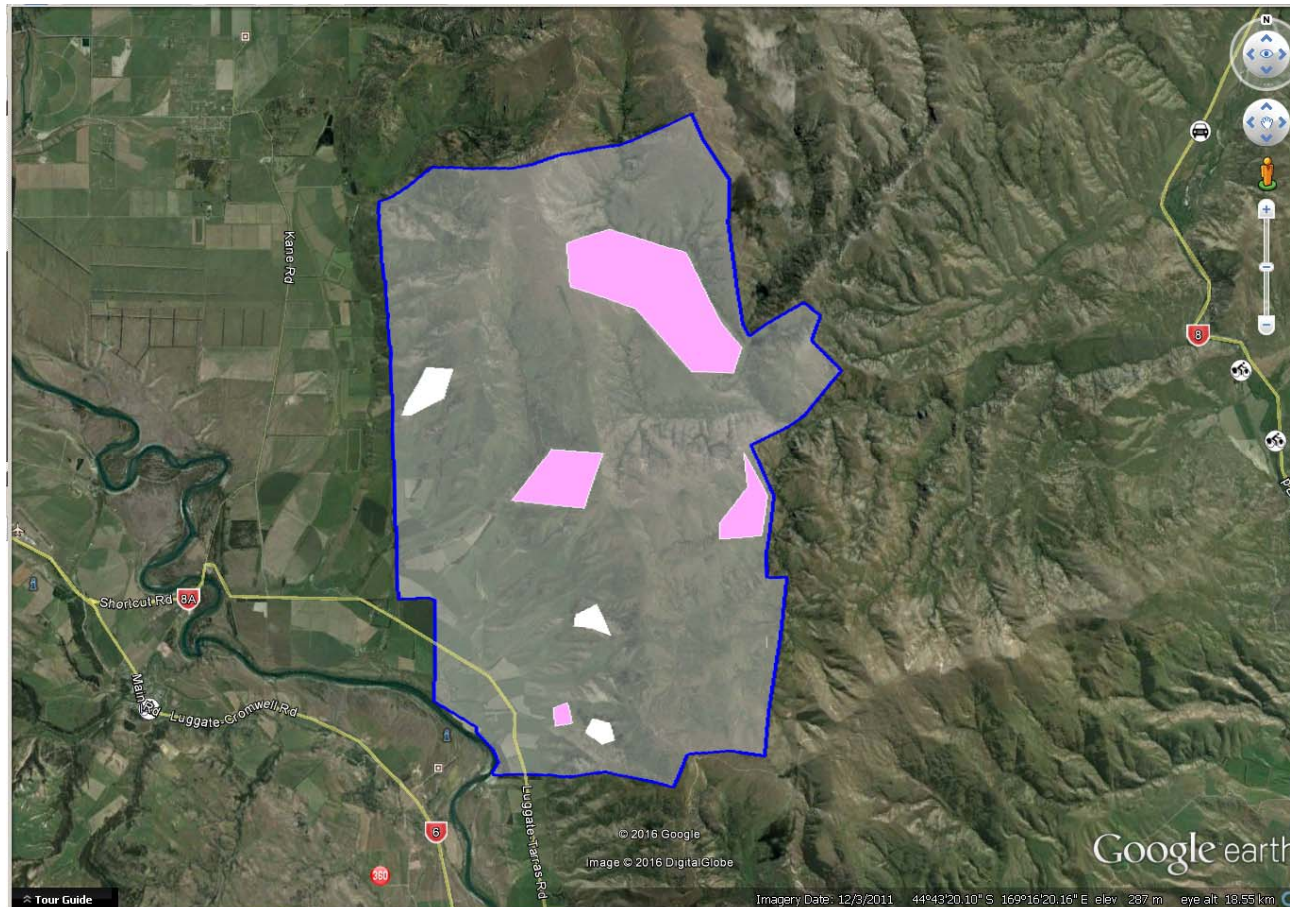 N
Kane Rd
8
Shortcut Rd
8A
Main Rd
Luggate-Cromwell Rd
6
Luggate-Tarras Rd
360
© 2016 Google
Image © 2016 DigitalGlobe
Google earth
Tour Guide
Imagery Date: 12/3/2011 44°43'20.10" S 169°16'20.16" E elev 287 m eye alt 18.55 km